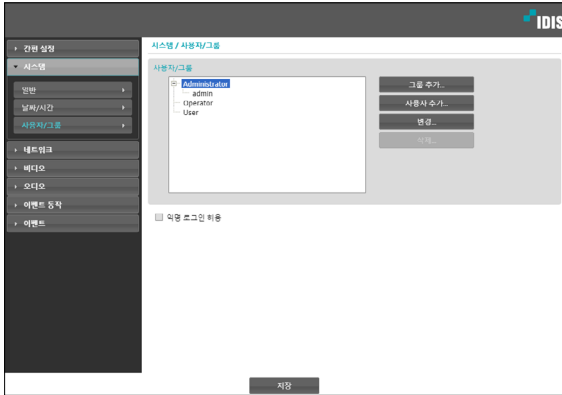 IDIS
간편 설정
시스템
일반
날짜/시간
사용자/그룹
네트워크
비디오
오디오
이벤트 동작
이벤트
시스템 / 사용자/그룹
사용자/그룹
Administrator
admin
Operator
User
그룹 추가...
사용자 추가...
변경...
삭제...
익명 로그인 허용
저장